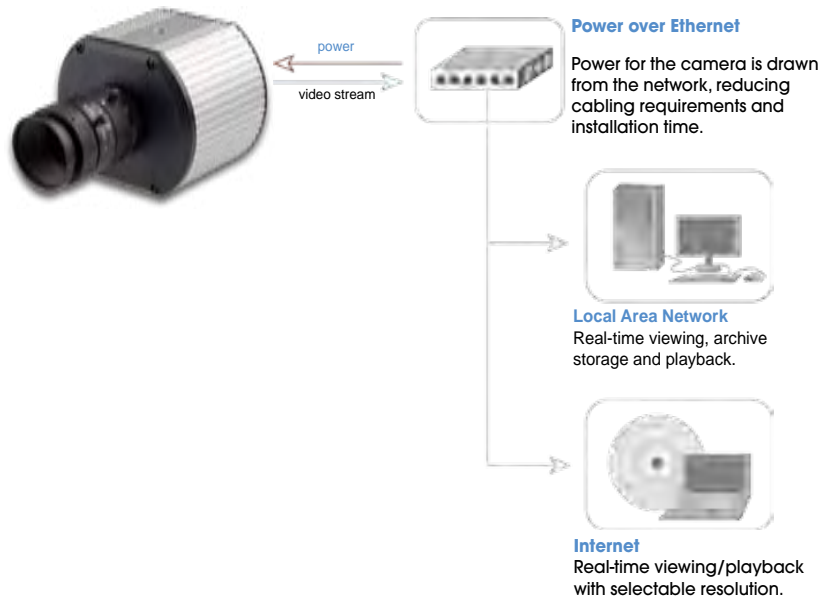 power
video stream
Power over Ethernet
Power for the camera is drawn
from the network, reducing
cabling requirements and
installation time.
Local Area Network
Real-time viewing, archive
storage and playback.
Internet
Real-time viewing/playback
with selectable resolution.